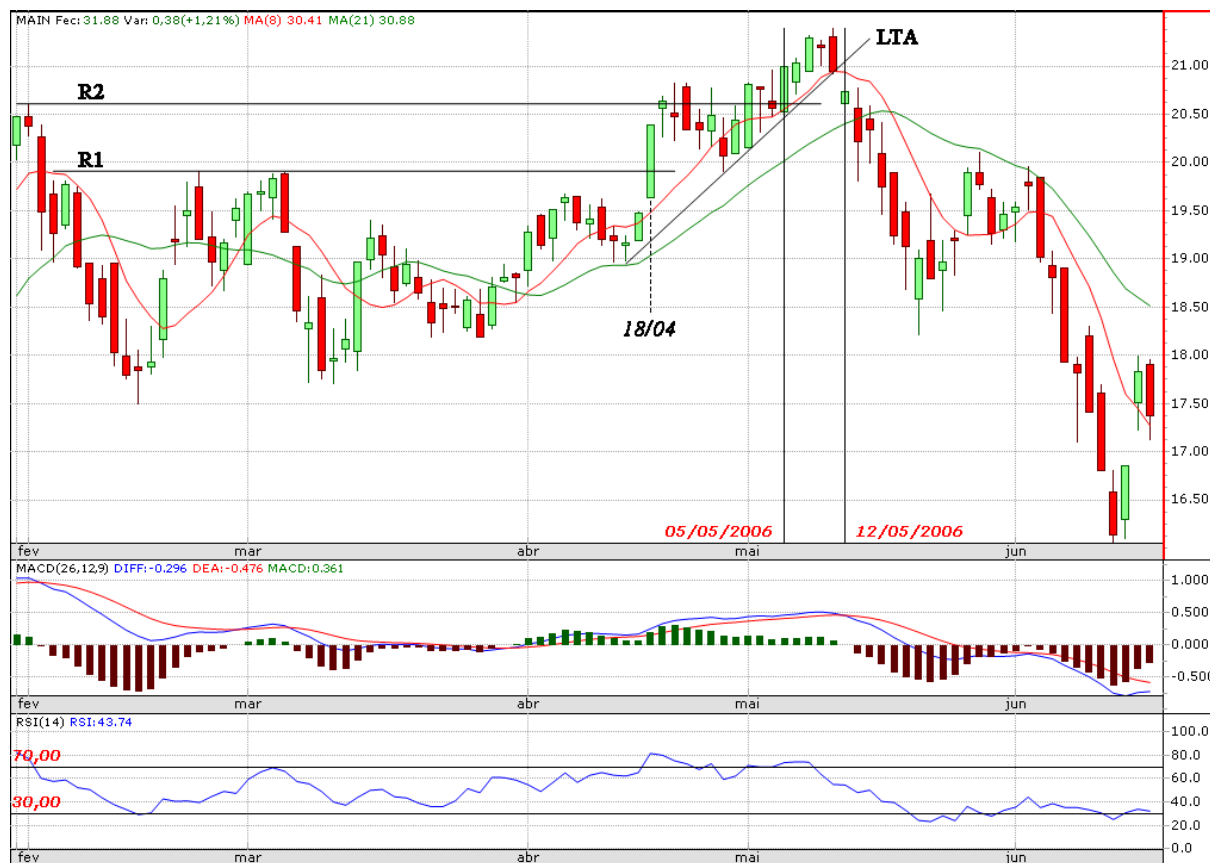 MAIN Fec: 31.88 Var: 0,38(+1,21%) MA(8) 30.41 MA(21) 30.88
LTA
21.00
R2
20.50
R1
20.00
19.50
19.00
18.50
18/04
18.00
17.50
17.00
16.50
05/05/2006 12/05/2006
fev mar abr mai jun
MACD(26,12,9) DIFF:-0.296 DEA:-0.476 MACD:0.361
1.000
0.500
0.000
-0.500
fev mar abr mai jun
RSI(14) RSI:43.74
100.0
70,00
80.0
60.0
30,00
40.0
20.0
0.0
fev mar abr mai jun